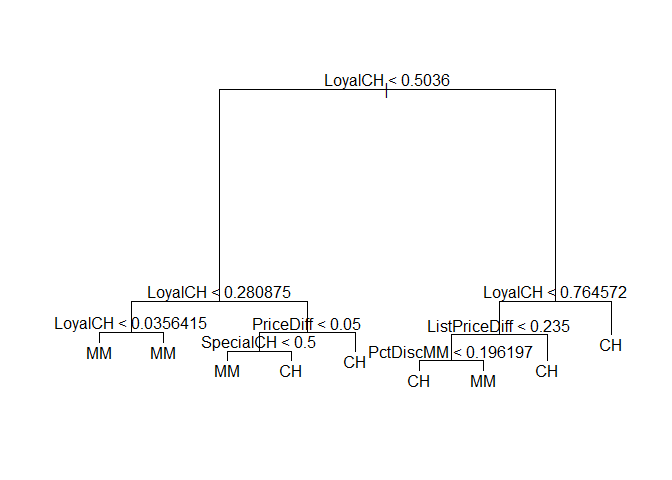 LoyalCH < 0.5036
LoyalCH < 0.280875
LoyalCH < 0.764572
LoyalCH < 0.0356415
PriceDiff < 0.05
ListPriceDiff < 0.235
SpecialCH < 0.5
CH
PctDiscMM < 0.196197
MM
MM
CH
MM
CH
CH
MM
CH